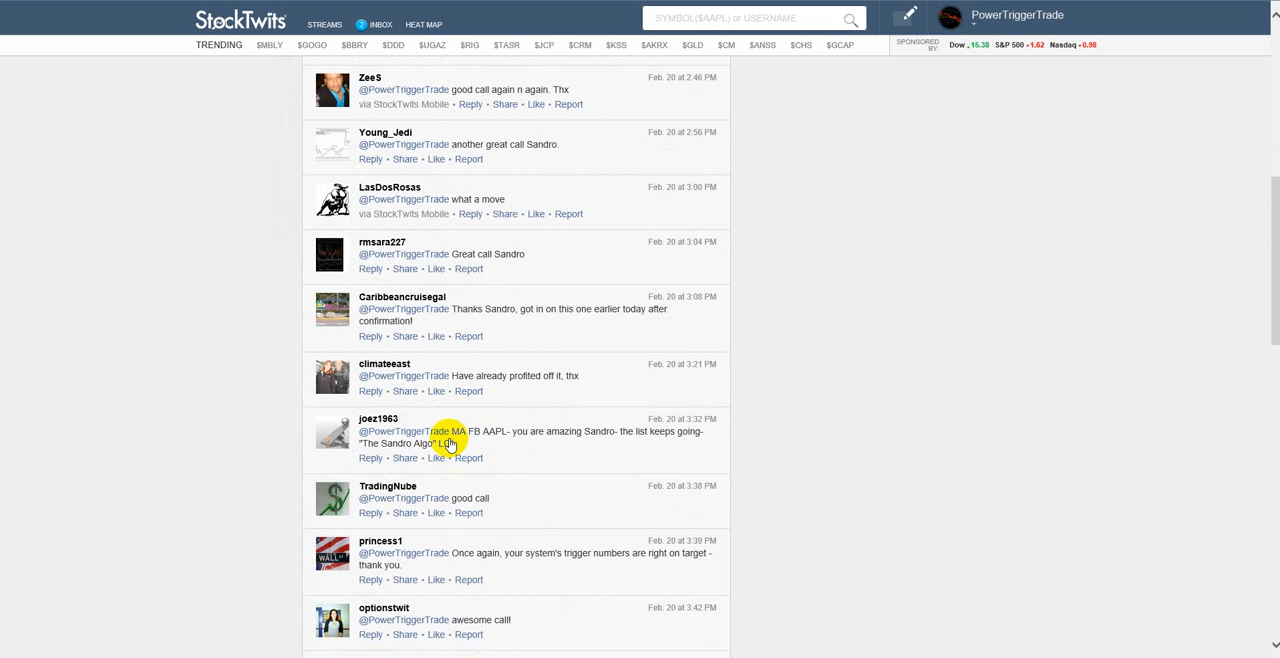 StockTwits STREAMS 2 INBOX HEAT MAP SYMBOL($AAPL) or USERNAME PowerTriggerTrade
TRENDING $MBLY $GOGO $BBRY $DDD $UGAZ $RIG $TASR $JCP $CRM $KSS $AKRX $GLD $CM $ANSS $CHS $GCAP SPONSORED BY: Dow 15.38 S&P 500 -1.62 Nasdaq +0.98
ZeeS Feb. 20 at 2:46 PM
@PowerTriggerTrade good call again n again. Thx
via StockTwits Mobile • Reply • Share • Like • Report
Young_Jedi Feb. 20 at 2:56 PM
@PowerTriggerTrade another great call Sandro.
Reply • Share • Like • Report
LasDosRosas Feb. 20 at 3:00 PM
@PowerTriggerTrade what a move
via StockTwits Mobile • Reply • Share • Like • Report
rmsara227 Feb. 20 at 3:04 PM
@PowerTriggerTrade Great call Sandro
Reply • Share • Like • Report
Caribbeancruisegal Feb. 20 at 3:08 PM
@PowerTriggerTrade Thanks Sandro, got in on this one earlier today after
confirmation!
Reply • Share • Like • Report
climateeast Feb. 20 at 3:21 PM
@PowerTriggerTrade Have already profited off it, thx
Reply • Share • Like • Report
joez1963 Feb. 20 at 3:32 PM
@PowerTriggerTrade MA FB AAPL- you are amazing Sandro- the list keeps going-
"The Sandro Algo"
Reply • Share • Like • Report
TradingNube Feb. 20 at 3:38 PM
@PowerTriggerTrade good call
Reply • Share • Like • Report
princess1 Feb. 20 at 3:39 PM
@PowerTriggerTrade Once again, your system's trigger numbers are right on target -
thank you.
Reply • Share • Like • Report
optionstwit Feb. 20 at 3:42 PM
@PowerTriggerTrade awesome call!
Reply • Share • Like • Report